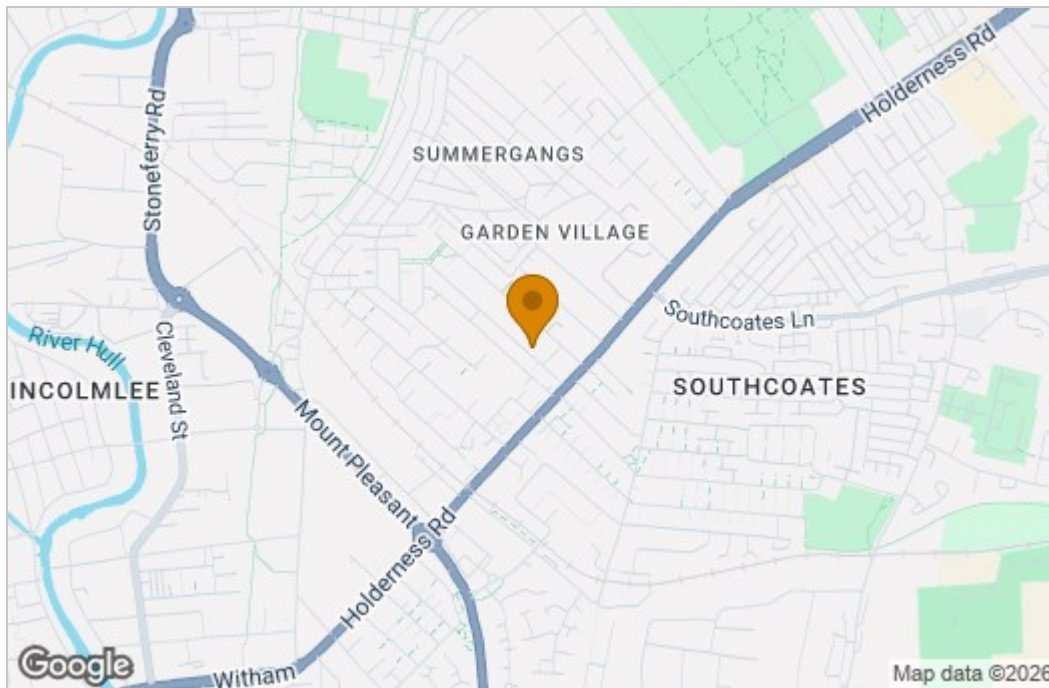 Holderness Rd
Stoneferry Rd
SUMMERGANGS
GARDEN VILLAGE
Southcoates Ln
River Hull
Cleveland St
INCOLMLEE
SOUTHCOATES
Mount Pleasant
Holderness Rd
Witham
Google
Map data ©2026